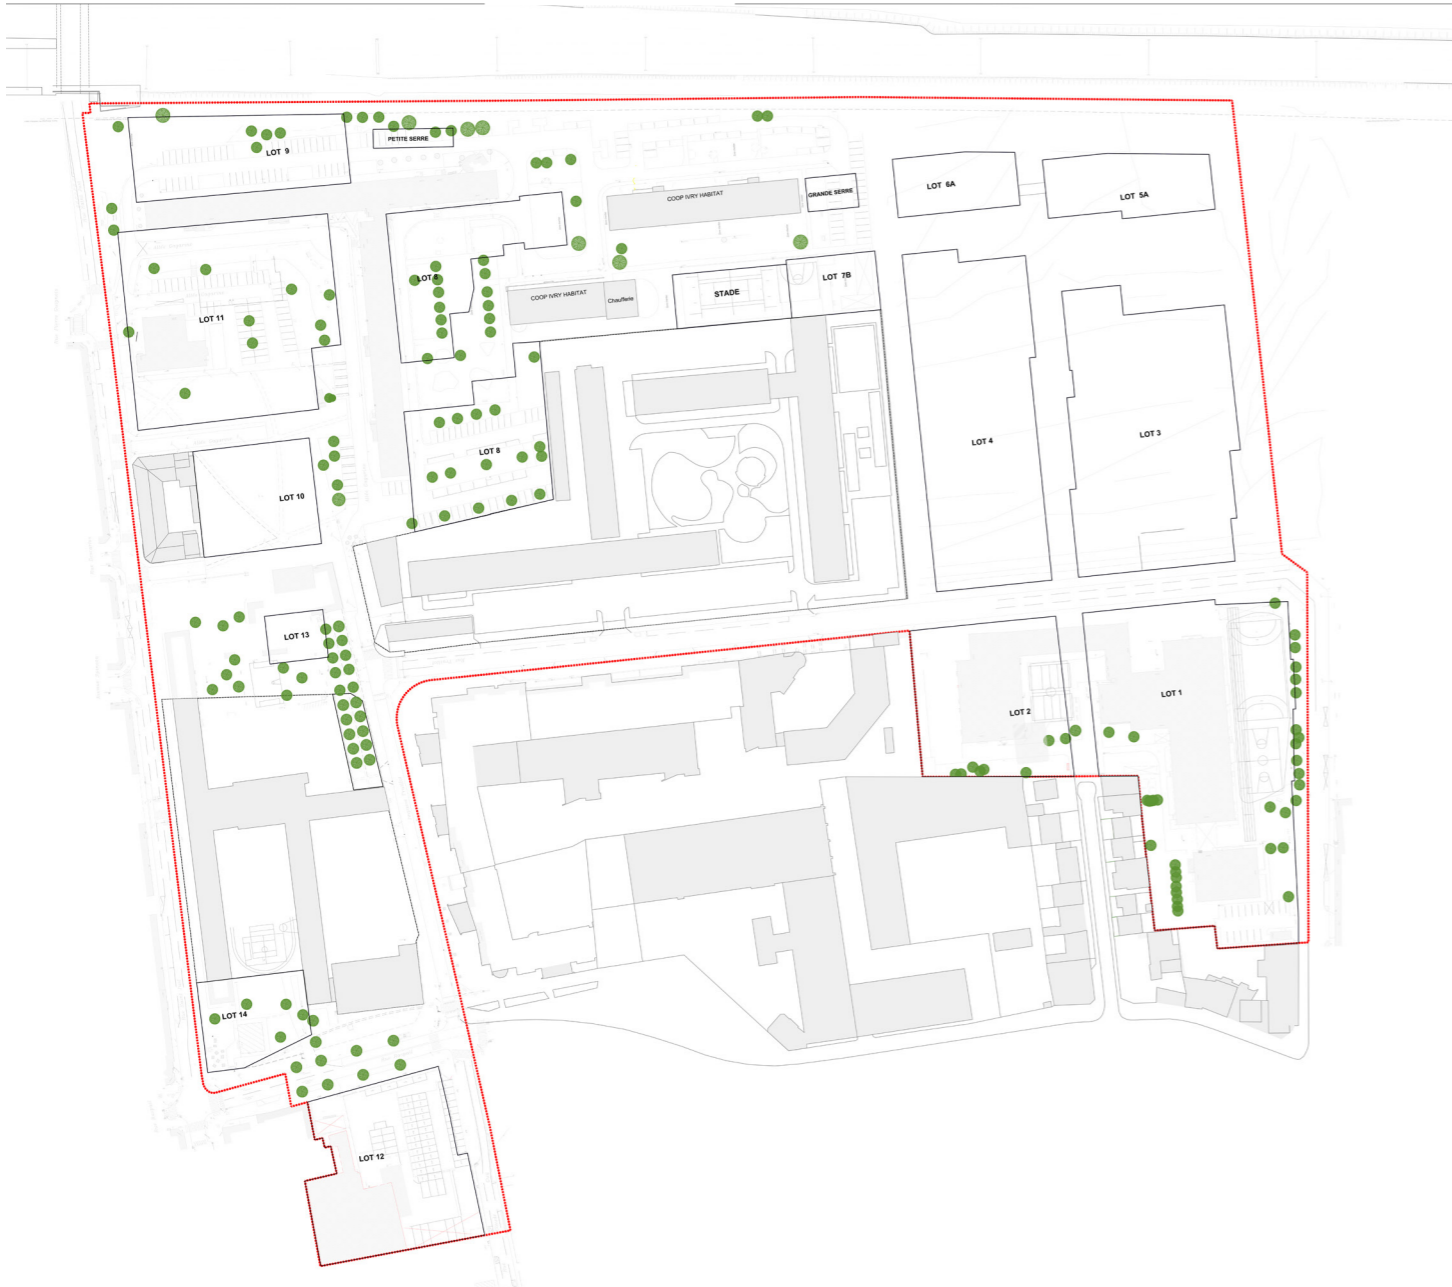 PETITE SERRE
LOT 9
COOP IVRY HABITAT
GRANDE SERRE
LOT 6A
LOT 5A
LOT 8
LOT 7B
STADE
COOP IVRY HABITAT
Chaufferie
LOT 11
LOT 4
LOT 3
LOT 8
LOT 10
LOT 13
LOT 1
LOT 2
LOT 14
LOT 12